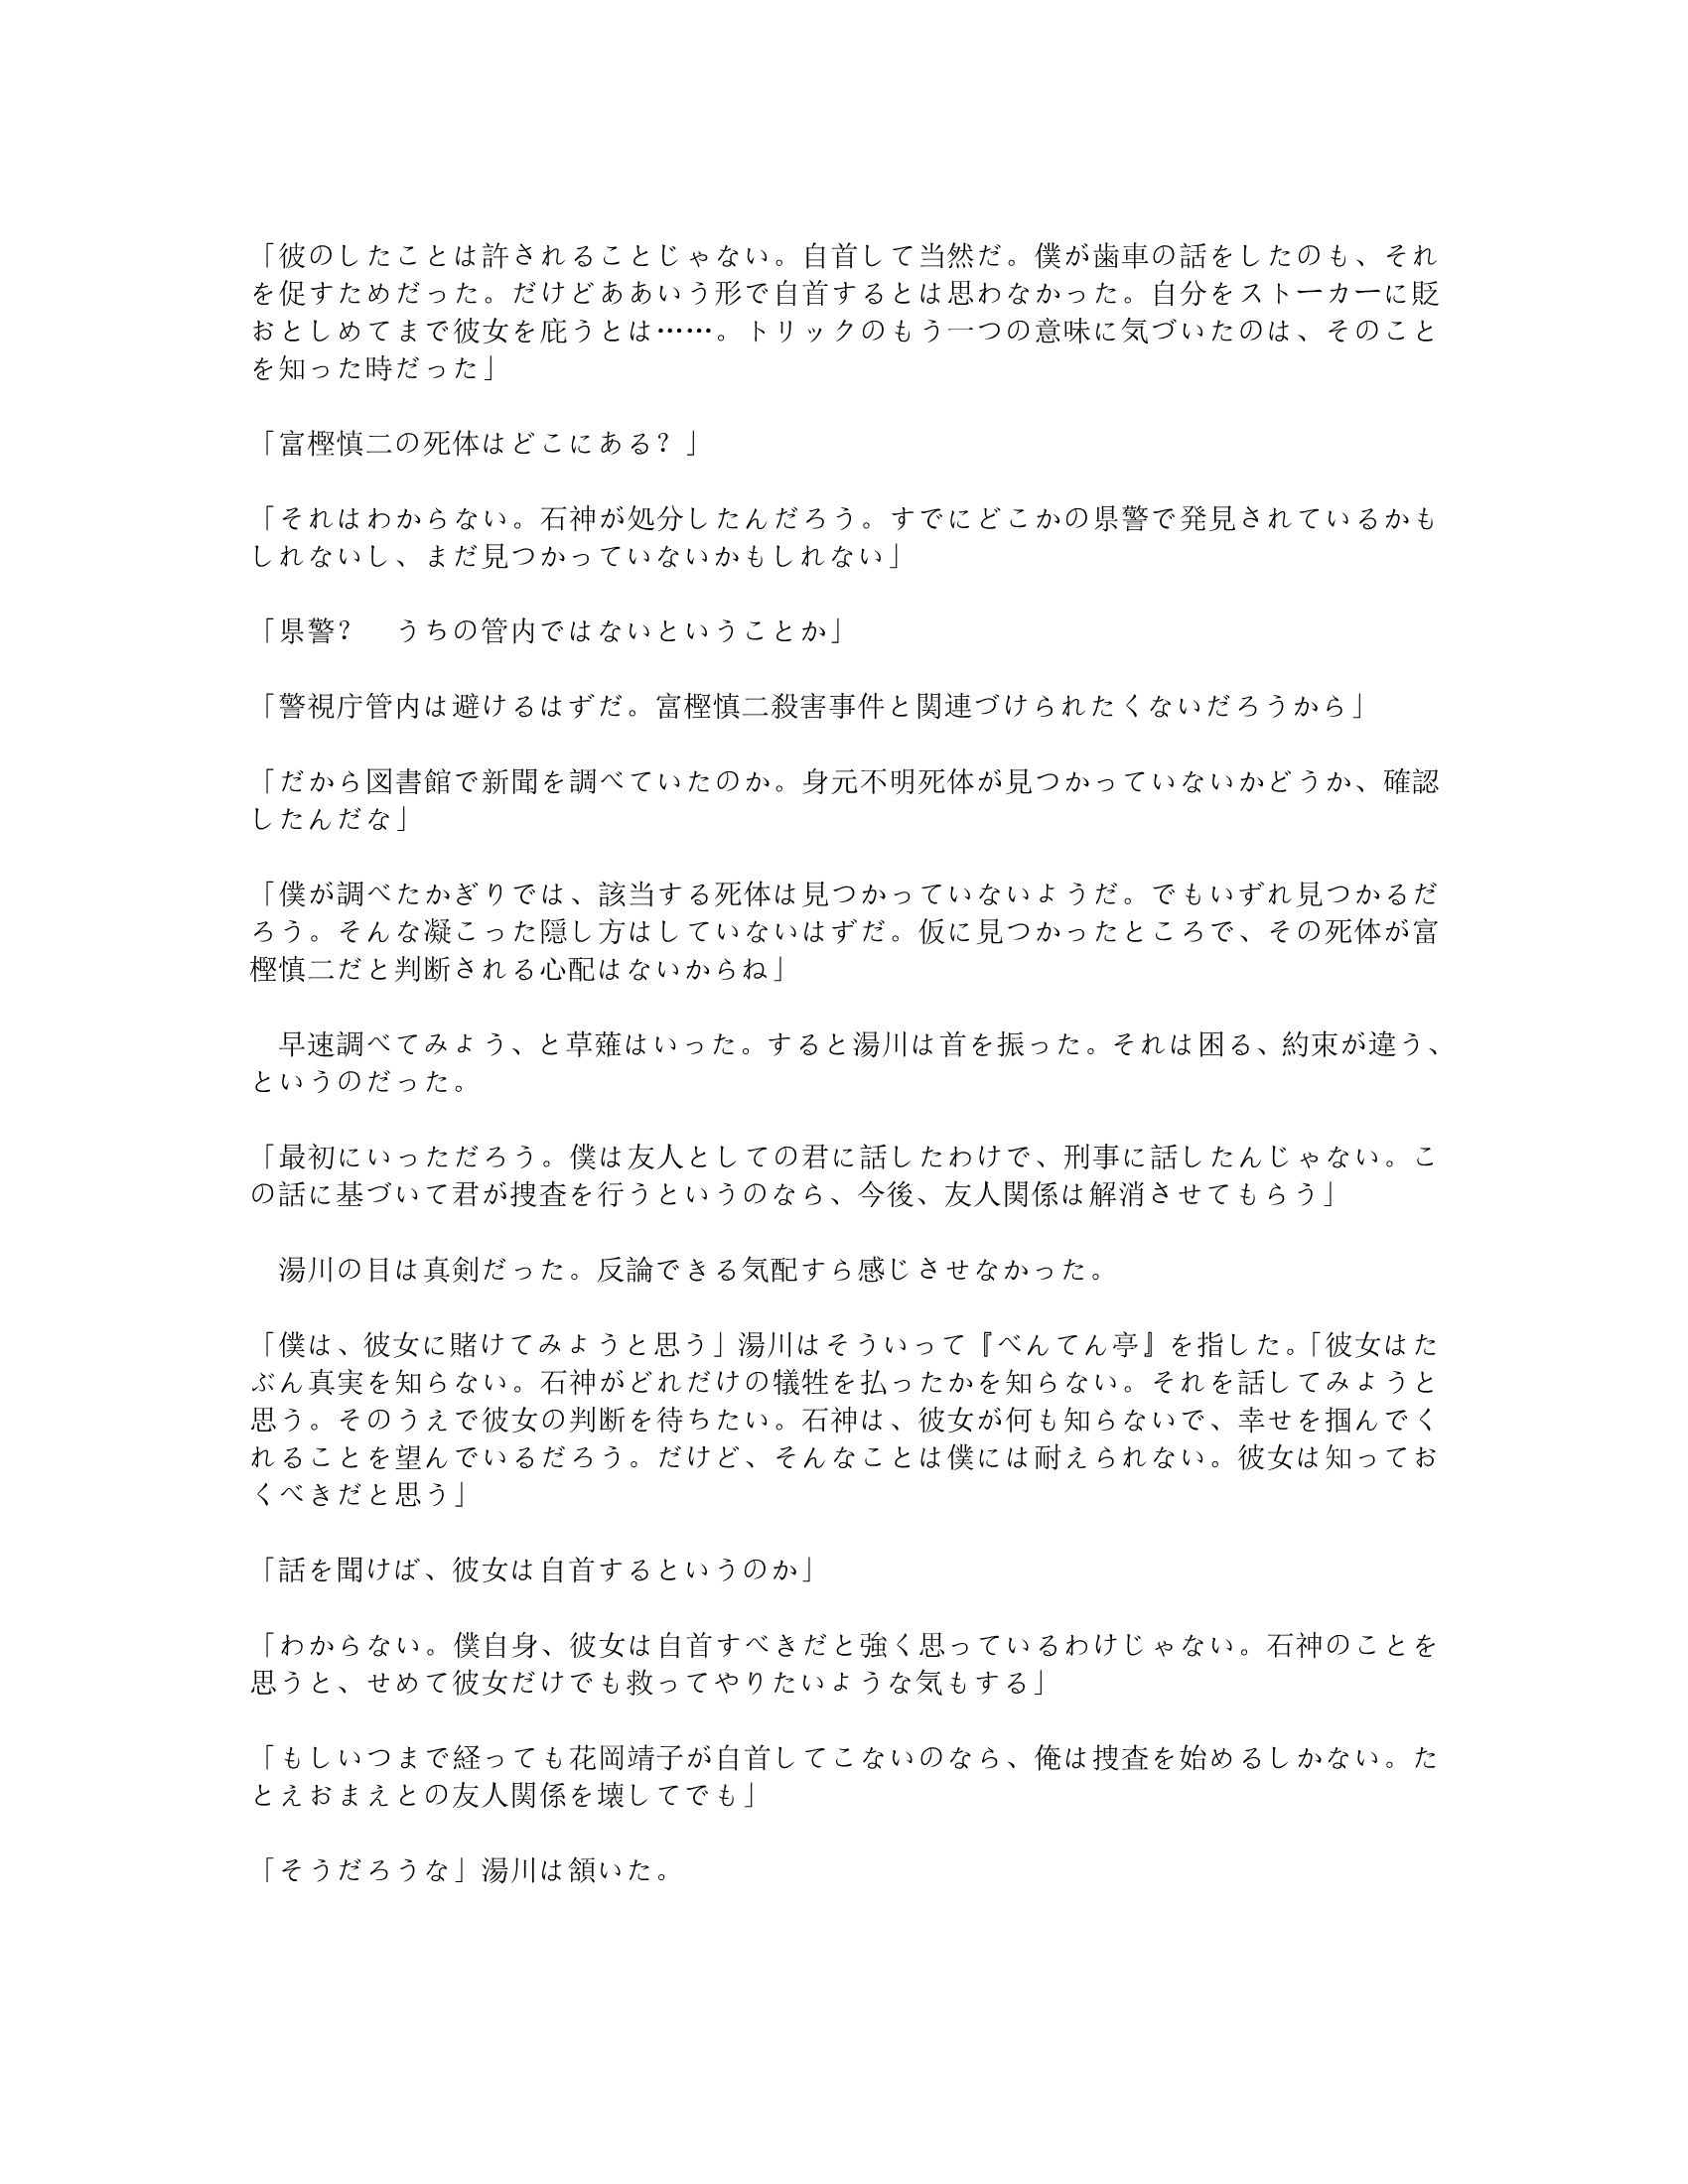 「彼のしたことは許されることじゃない。自首して当然だ。僕が歯車の話をしたのも、それ
を促すためだった。だけどああいう形で自首するとは思わなかった。自分をストーカーに貶
おとしめてまで彼女を庇うとは……。トリックのもう一つの意味に気づいたのは、そのこと
を知った時だった」
「富樫慎二の死体はどこにある？」
「それはわからない。石神が処分したんだろう。すでにどこかの県警で発見されているかも
しれないし、まだ見つかっていないかもしれない」
「県警？　うちの管内ではないということか」
「警視庁管内は避けるはずだ。富樫慎二殺害事件と関連づけられたくないだろうから」
「だから図書館で新聞を調べていたのか。身元不明死体が見つかっていないかどうか、確認
したんだな」
「僕が調べたかぎりでは、該当する死体は見つかっていないようだ。でもいずれ見つかるだ
ろう。そんな凝こった隠し方はしていないはずだ。仮に見つかったところで、その死体が富
樫慎二だと判断される心配はないからね」
　早速調べてみよう、と草薙はいった。すると湯川は首を振った。それは困る、約束が違う、
というのだった。
「最初にいっただろう。僕は友人としての君に話したわけで、刑事に話したんじゃない。こ
の話に基づいて君が捜査を行うというのなら、今後、友人関係は解消させてもらう」
　湯川の目は真剣だった。反論できる気配すら感じさせなかった。
「僕は、彼女に賭けてみようと思う」湯川はそういって『べんてん亭』を指した。「彼女はた
ぶん真実を知らない。石神がどれだけの犠牲を払ったかを知らない。それを話してみようと
思う。そのうえで彼女の判断を待ちたい。石神は、彼女が何も知らないで、幸せを掴んでく
れることを望んでいるだろう。だけど、そんなことは僕には耐えられない。彼女は知ってお
くべきだと思う」
「話を聞けば、彼女は自首するというのか」
「わからない。僕自身、彼女は自首すべきだと強く思っているわけじゃない。石神のことを
思うと、せめて彼女だけでも救ってやりたいような気もする」
「もしいつまで経っても花岡靖子が自首してこないのなら、俺は捜査を始めるしかない。た
とえおまえとの友人関係を壊してでも」
「そうだろうな」湯川は頷いた。